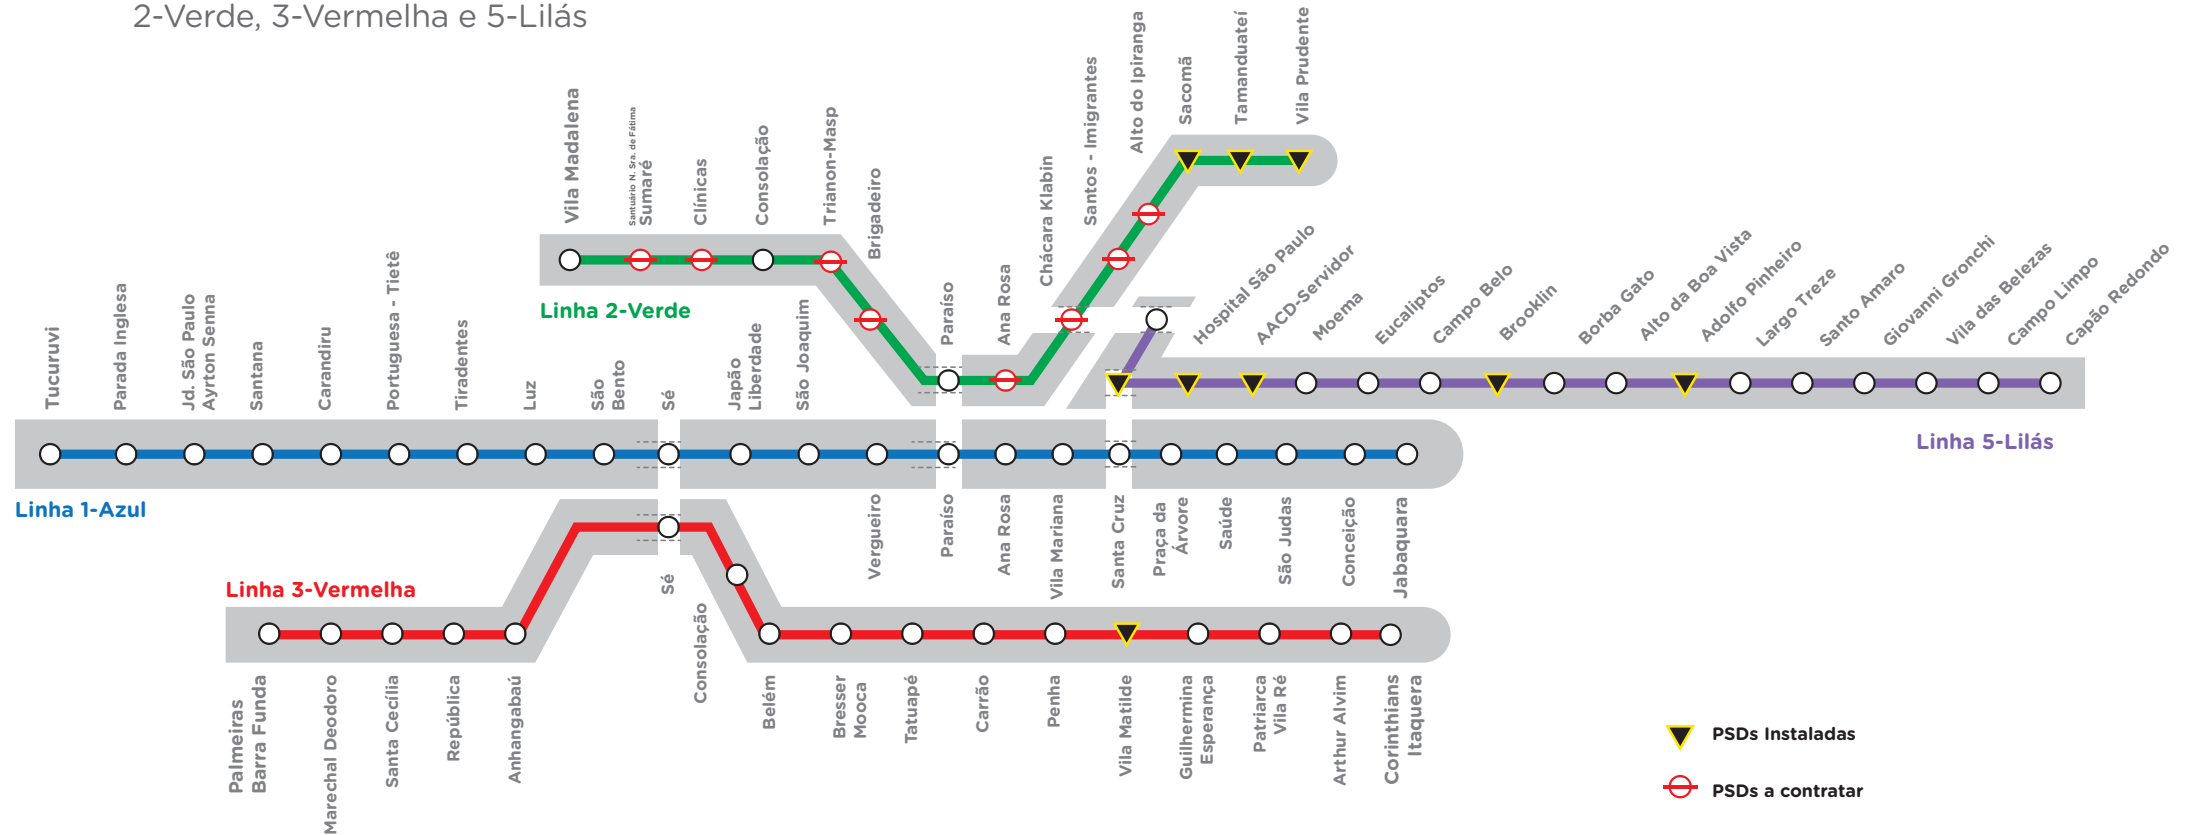 2-Verde, 3-Vermelha e 5-Lilás
Vila Madalena
Santuário N. Sra. de Fátima
Sumaré
Clínicas
Consolação
Trianon-Masp
Brigadeiro
Paraíso
Ana Rosa
Chácara Klabin
Santos - Imigrantes
Alto do Ipiranga
Sacomã
Tamanduateí
Vila Prudente
Linha 2-Verde
Hospital São Paulo
AACD-Servidor
Moema
Eucaliptos
Campo Belo
Brooklin
Borba Gato
Alto da Boa Vista
Adolfo Pinheiro
Largo Treze
Santo Amaro
Giovanni Gronchi
Vila das Belezas
Campo Limpo
Capão Redondo
Linha 5-Lilás
Tucuruvi
Parada Inglesa
Jd. São Paulo
Ayrton Senna
Santana
Carandiru
Portuguesa - Tietê
Tiradentes
Luz
São
Bento
Sé
Japão
Liberdade
São Joaquim
Vergueiro
Paraíso
Ana Rosa
Vila Mariana
Santa Cruz
Praça da
Árvore
Saúde
São Judas
Conceição
Jabaquara
Linha 1-Azul
Linha 3-Vermelha
Palmeiras
Barra Funda
Marechal Deodoro
Santa Cecília
República
Anhangabaú
Sé
Consolação
Belém
Bresser
Mooca
Tatuapé
Carrão
Penha
Vila Matilde
Guilhermina
Esperança
Patriarca
Vila Ré
Arthur Alvim
Corinthians
Itaquera
PSDs Instaladas
PSDs a contratar